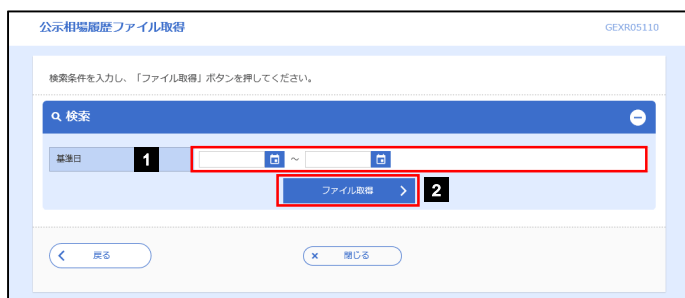 公示相場履歴ファイル取得
GEXR05110
検索条件を入力し、「ファイル取得」ボタンを押してください。
検索
基準日
1
～
ファイル取得
2
戻る
閉じる